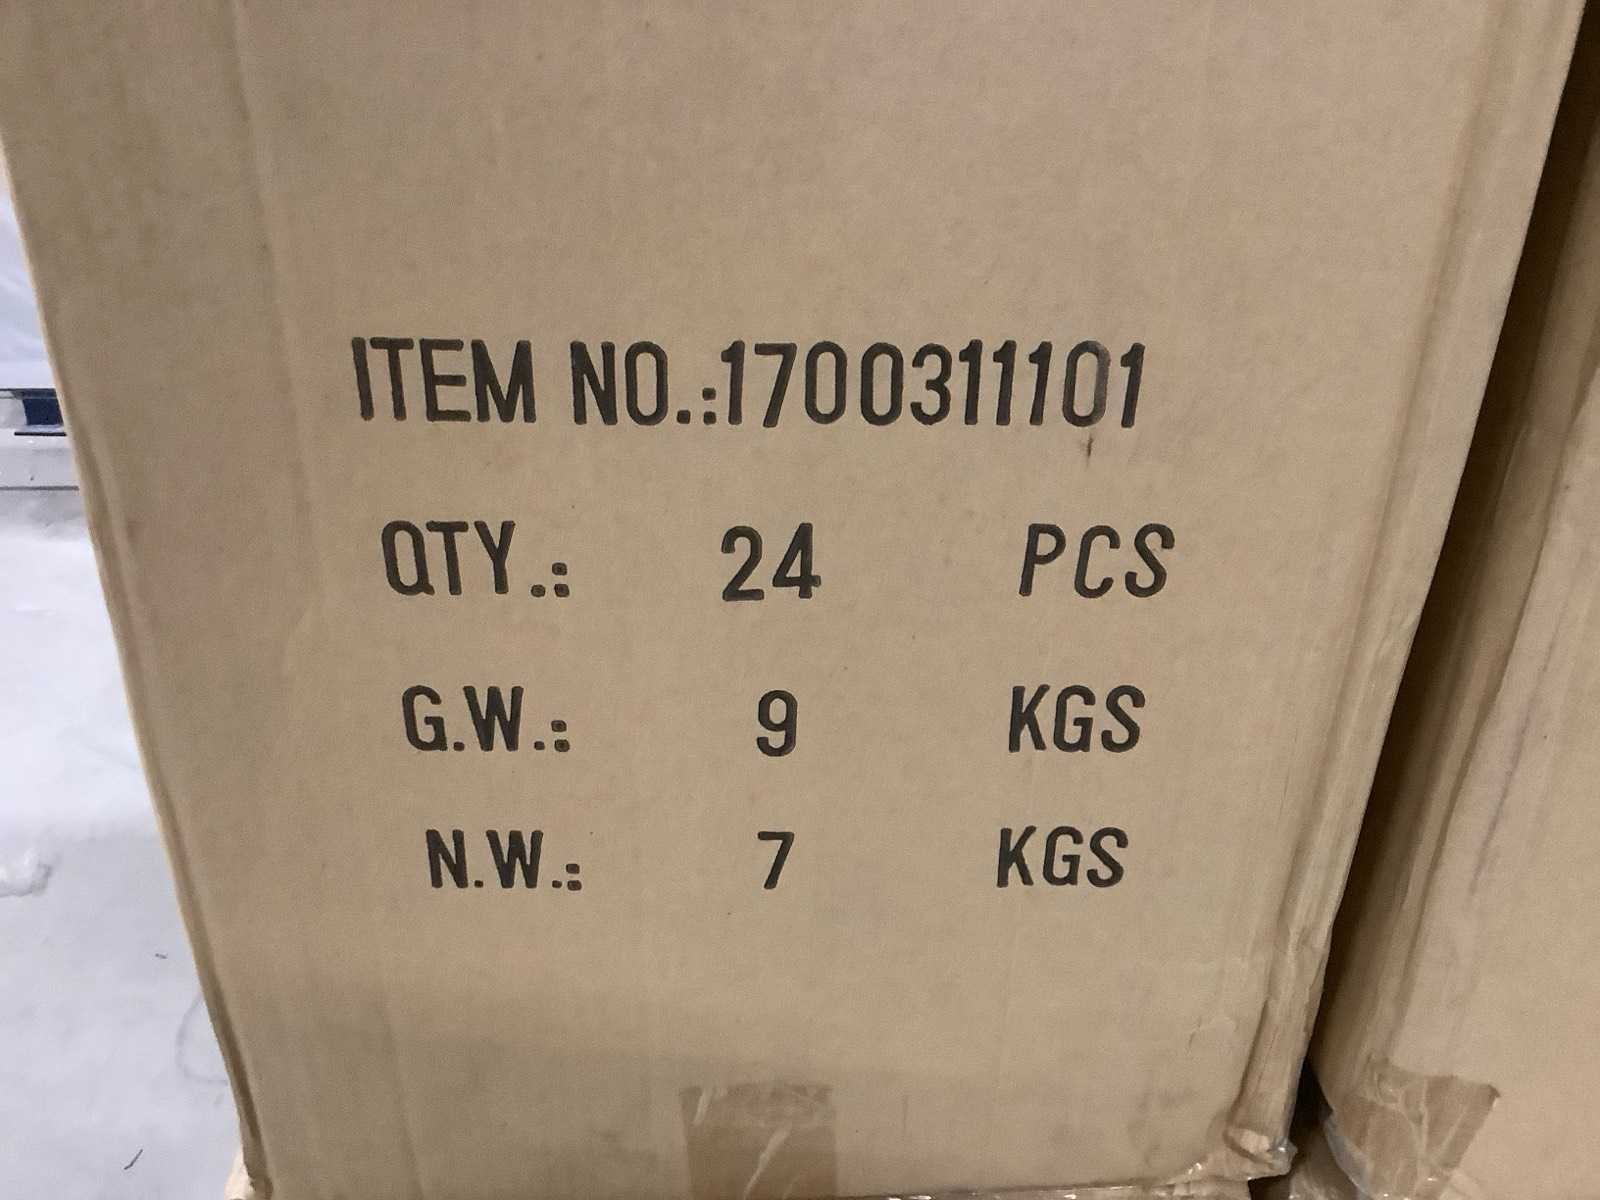 ITEM NO.:1700311101
QTY.: 24 PCS
G.W.: 9 KGS
N.W.: 7 KGS